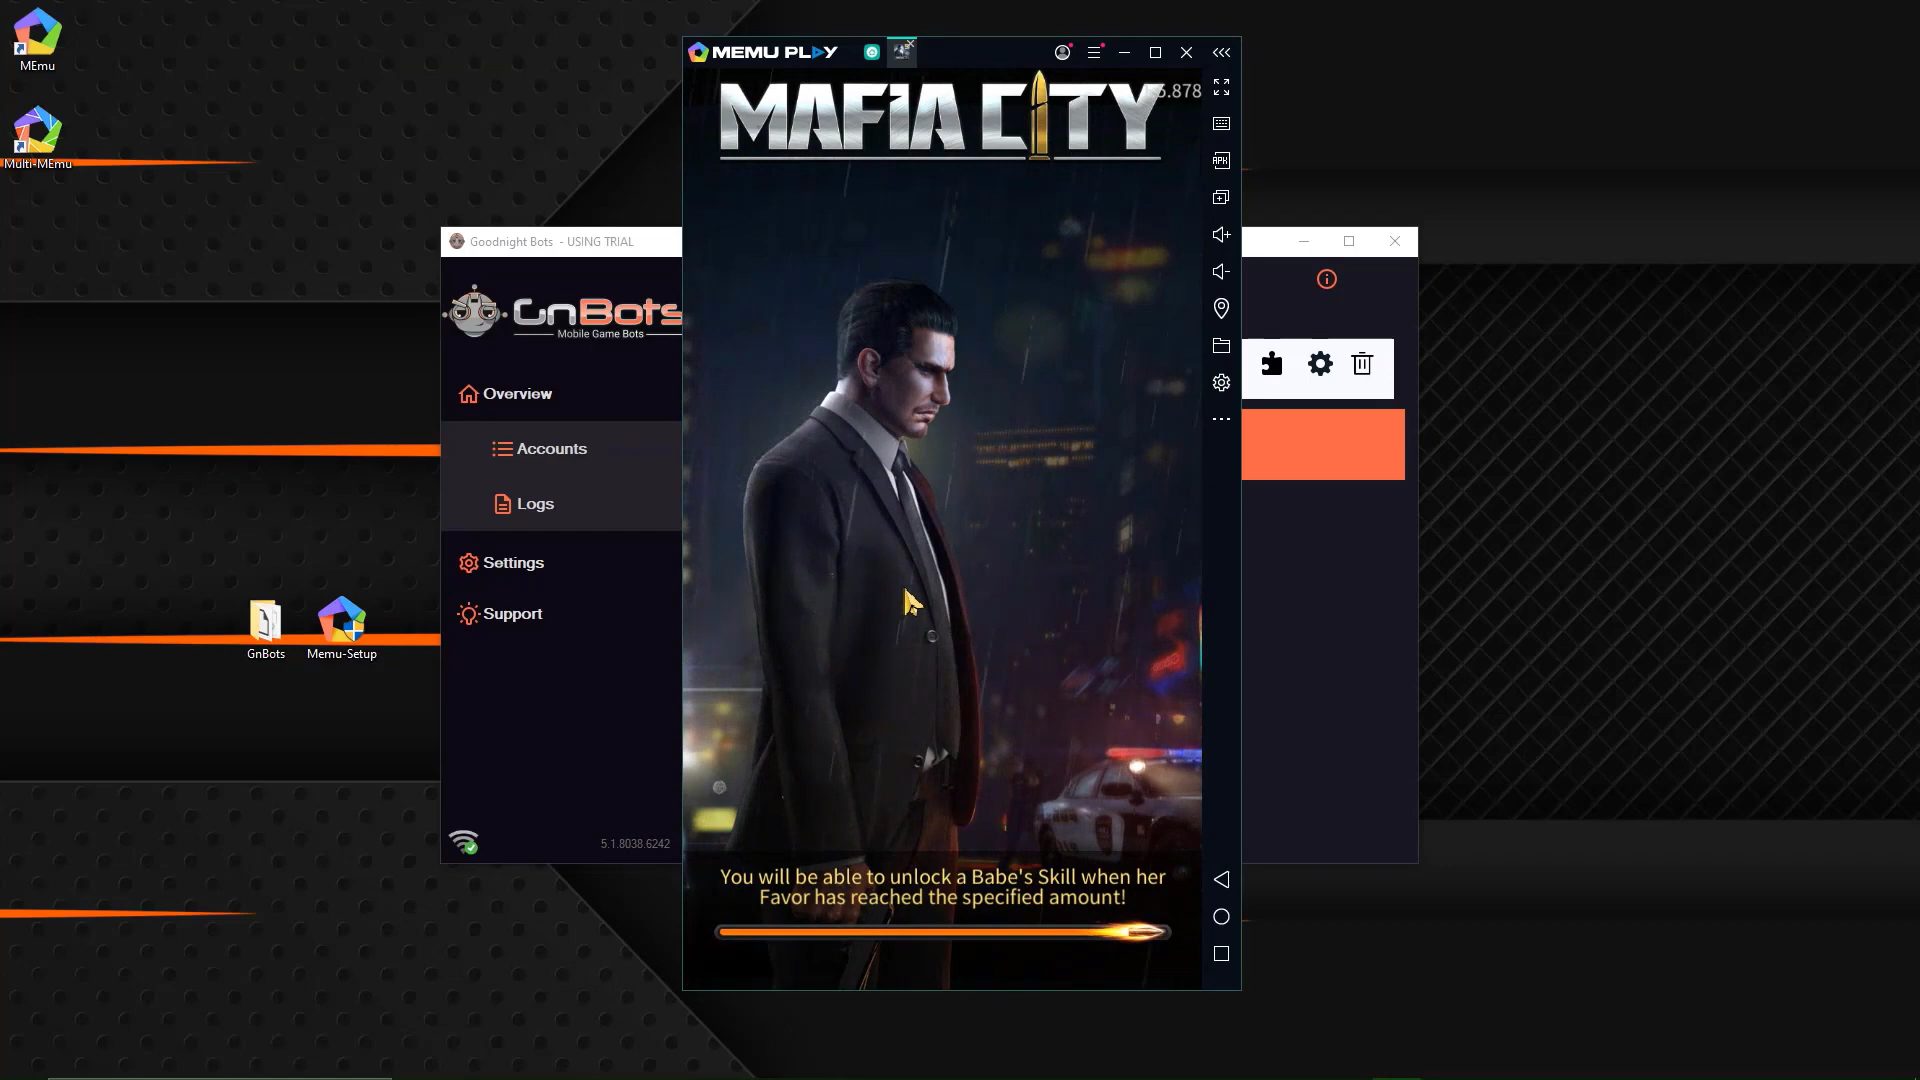 MEmu
Multi-MEmu
MEMU PLAY
MAFIA CITY
5.878
APK
Goodnight Bots - USING TRIAL
GnBots
Mobile Game Bots
Overview
Accounts
Logs
Settings
Support
GnBots
Memu-Setup
5.1.8038.6242
You will be able to unlock a Babe's Skill when her
Favor has reached the specified amount!